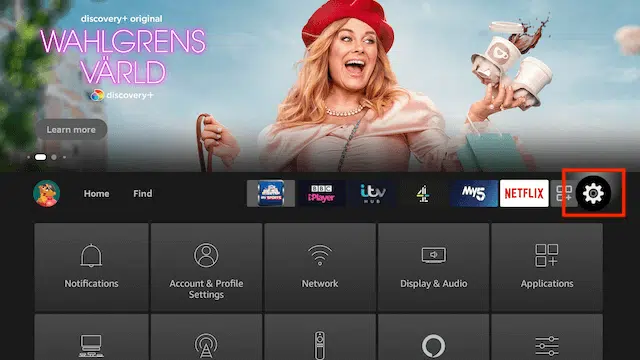 discovery+ original
WAHLGRENS
VÄRLD
discovery+
Learn more
Home
Find
BBC
iPlayer
itv
HUB
4
My5
NETFLIX
Notifications
Account & Profile
Settings
Network
Display & Audio
Applications